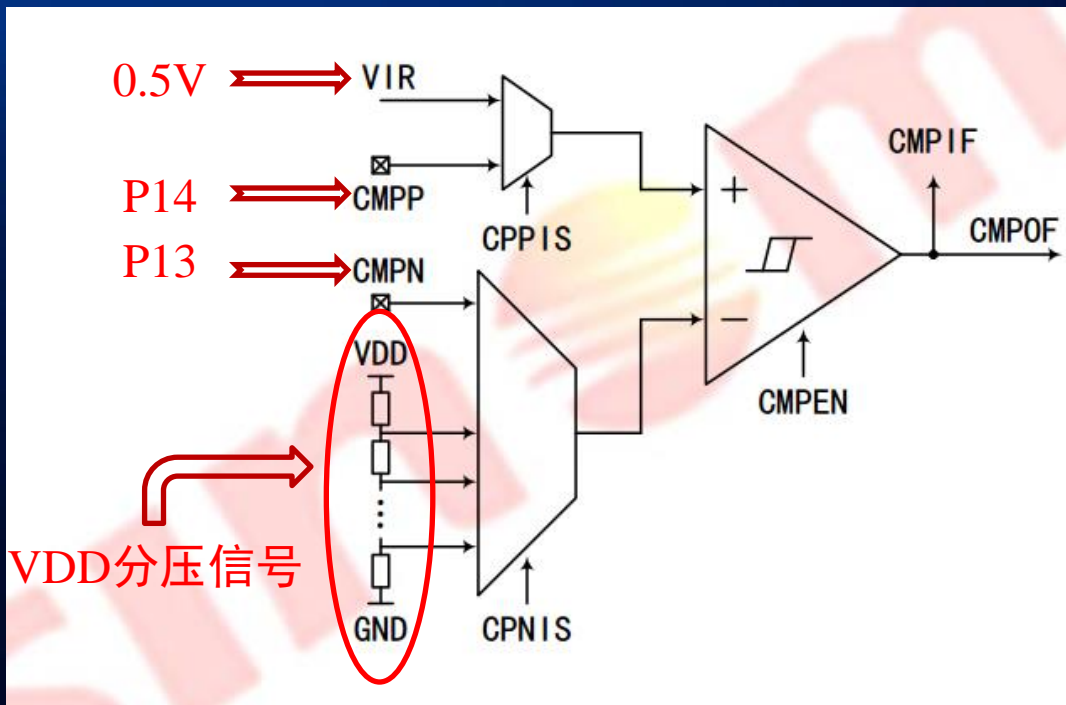 0.5V
VIR
P14
CMPP
CPPIS
P13
CMPN
+
−
CMPIF
CMPOF
CMPEN
VDD
VDD分压信号
GND
CPNIS